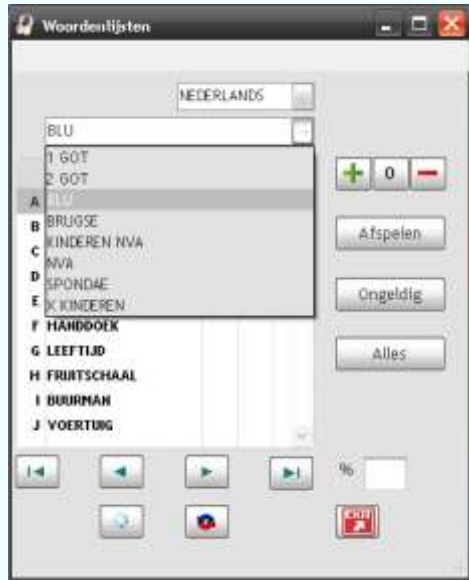 Woordenlijsten
NEDERLANDS
BLU
1 GOT
2 GOT
BLU
BRUGSE
KINDEREN NVA
NVA
SPONDAE
X KINDEREN
A
B
C
D
E
F HANDDOEK
G LEEFTIJD
H FRUITSCHAAL
I BUURMAN
J VOERTUIG
0
Afspelen
Ongeldig
Alles
%
EXIT